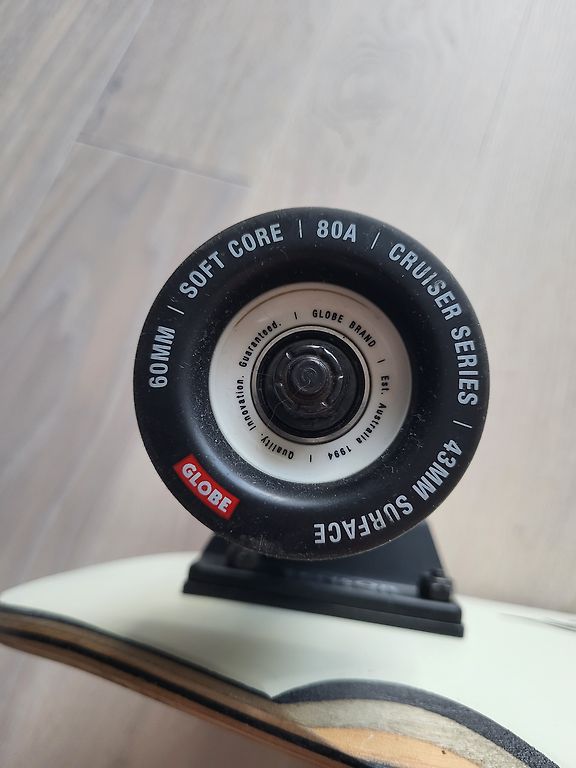 60MM | SOFT CORE | 80A | CRUISER SERIES | 43MM SURFACE
GLOBE
| GLOBE BRAND | Est. Australia 1994 | Quality. Innovation. Guaranteed.